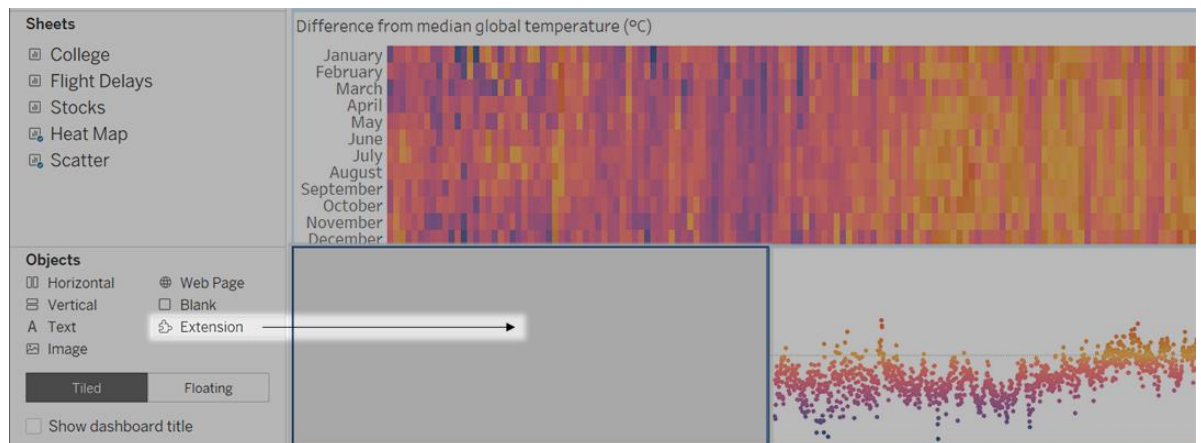 Sheets
College
Flight Delays
Stocks
Heat Map
Scatter
Objects
Horizontal
Web Page
Vertical
Blank
A Text
Extension
Image
Tiled
Floating
Show dashboard title
Difference from median global temperature (°C)
January
February
March
April
May
June
July
August
September
October
November
December